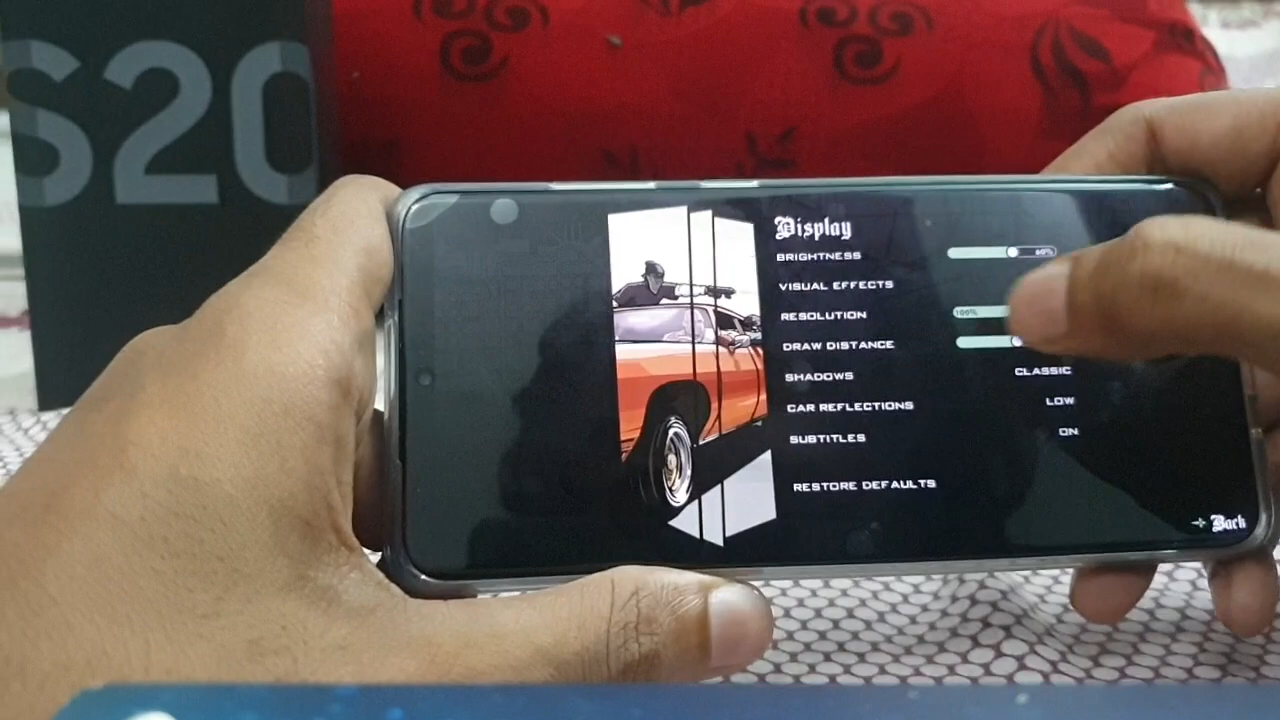 S20
Display
BRIGHTNESS 60%
VISUAL EFFECTS
RESOLUTION 100%
DRAW DISTANCE
SHADOWS CLASSIC
CAR REFLECTIONS LOW
SUBTITLES ON
RESTORE DEFAULTS
Back